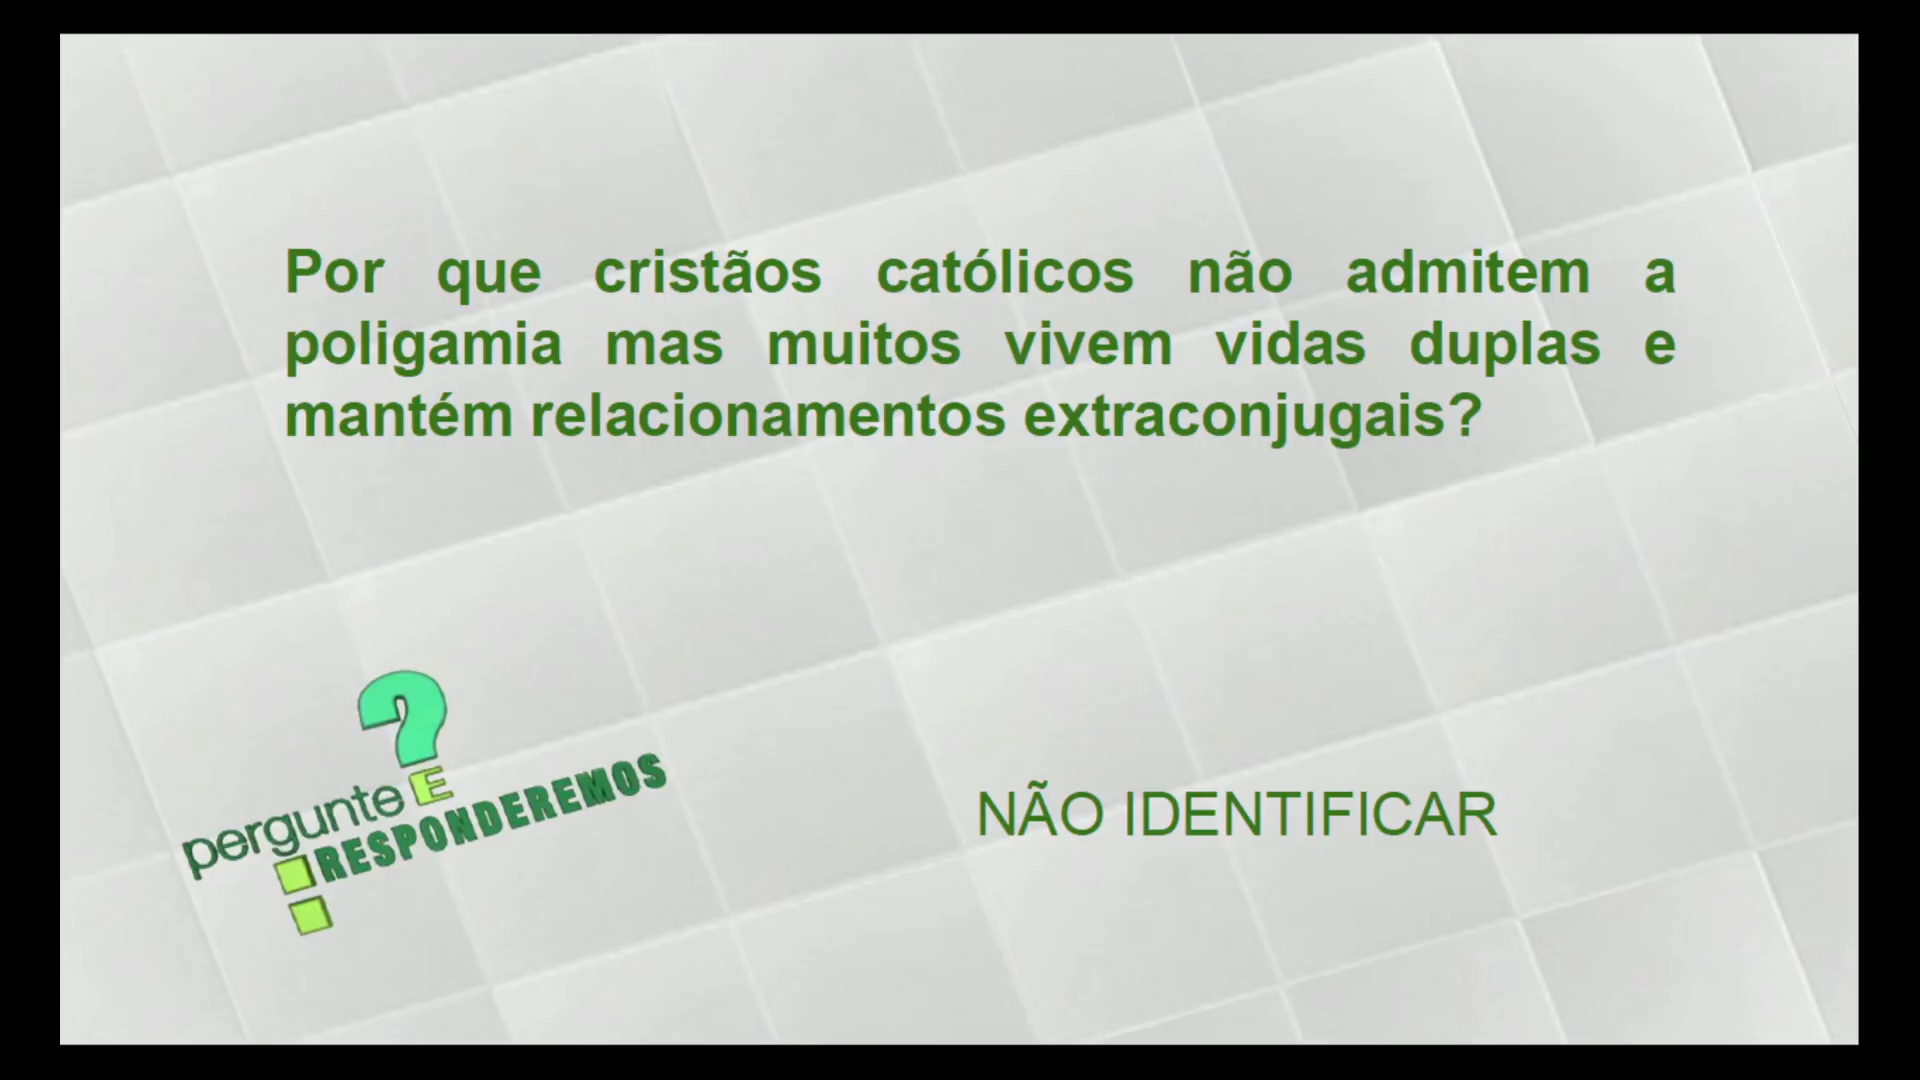 Por que cristãos católicos não admitem a
poligamia mas muitos vivem vidas duplas e
mantém relacionamentos extraconjugais?
?
pergunte E
RESPONDEREMOS
NÃO IDENTIFICAR